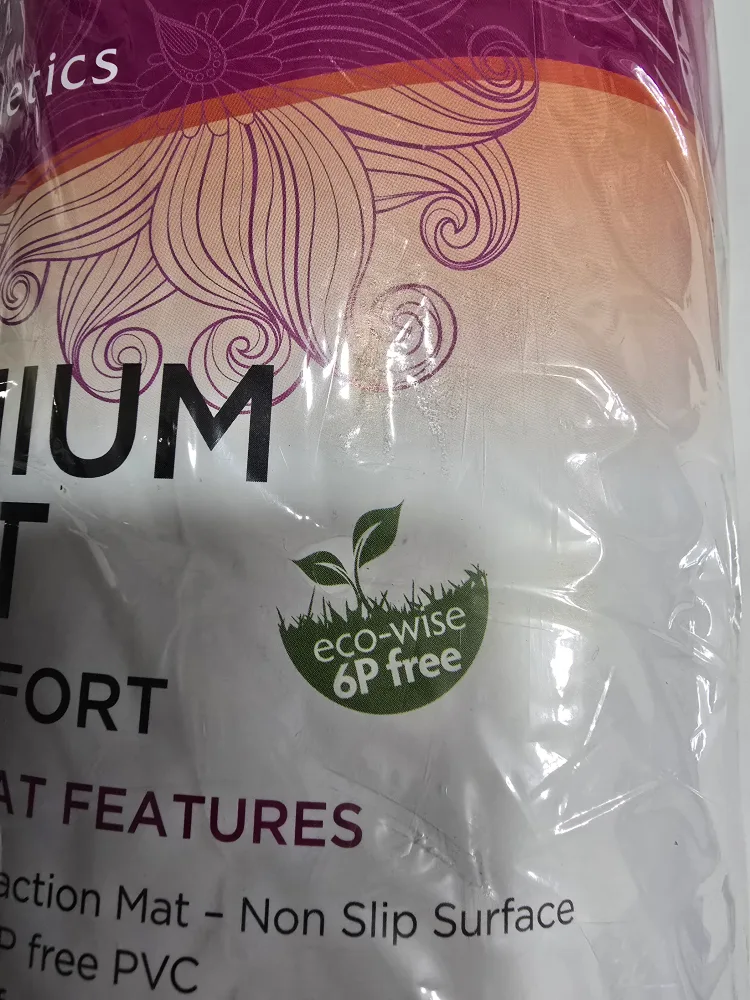 etics
IUM
T
FORT
eco-wise
6P free
AT FEATURES
action Mat – Non Slip Surface
P free PVC